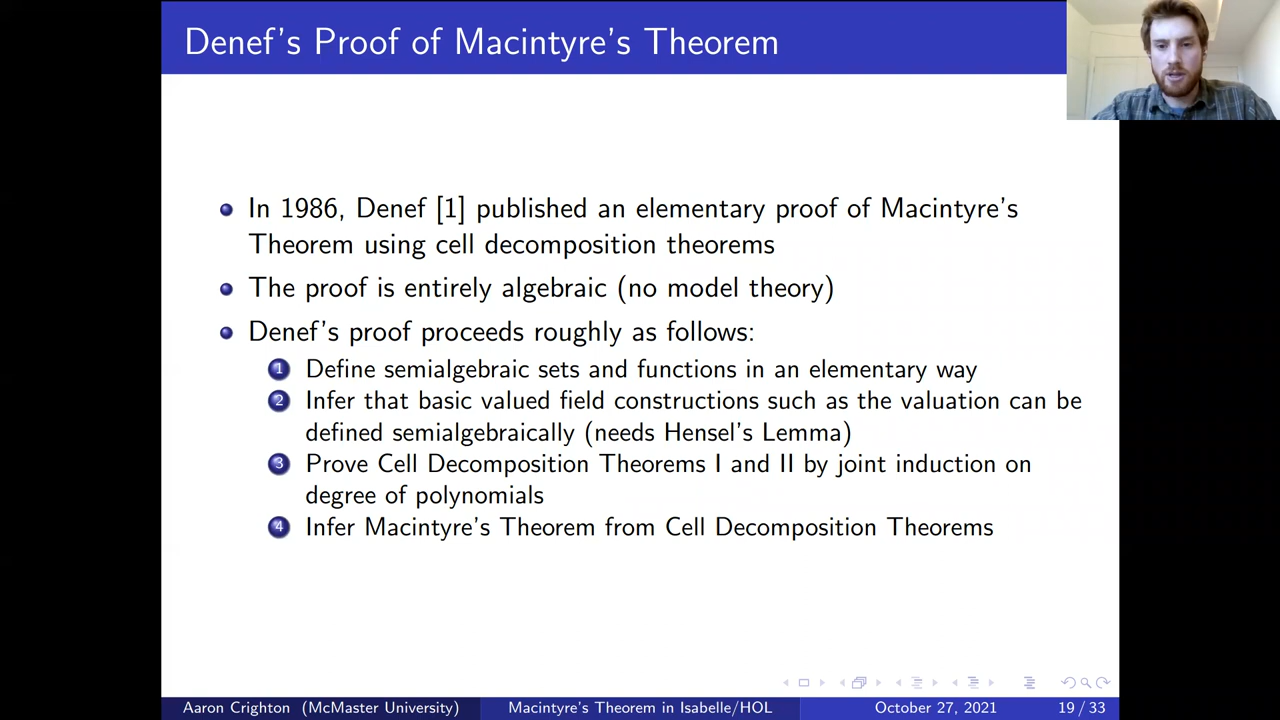 Denef's Proof of Macintyre's Theorem
In 1986, Denef [1] published an elementary proof of Macintyre's
Theorem using cell decomposition theorems
The proof is entirely algebraic (no model theory)
Denef's proof proceeds roughly as follows:
1 Define semialgebraic sets and functions in an elementary way
2 Infer that basic valued field constructions such as the valuation can be
defined semialgebraically (needs Hensel's Lemma)
3 Prove Cell Decomposition Theorems I and II by joint induction on
degree of polynomials
4 Infer Macintyre's Theorem from Cell Decomposition Theorems
Aaron Crighton (McMaster University) Macintyre's Theorem in Isabelle/HOL October 27, 2021 19 / 33